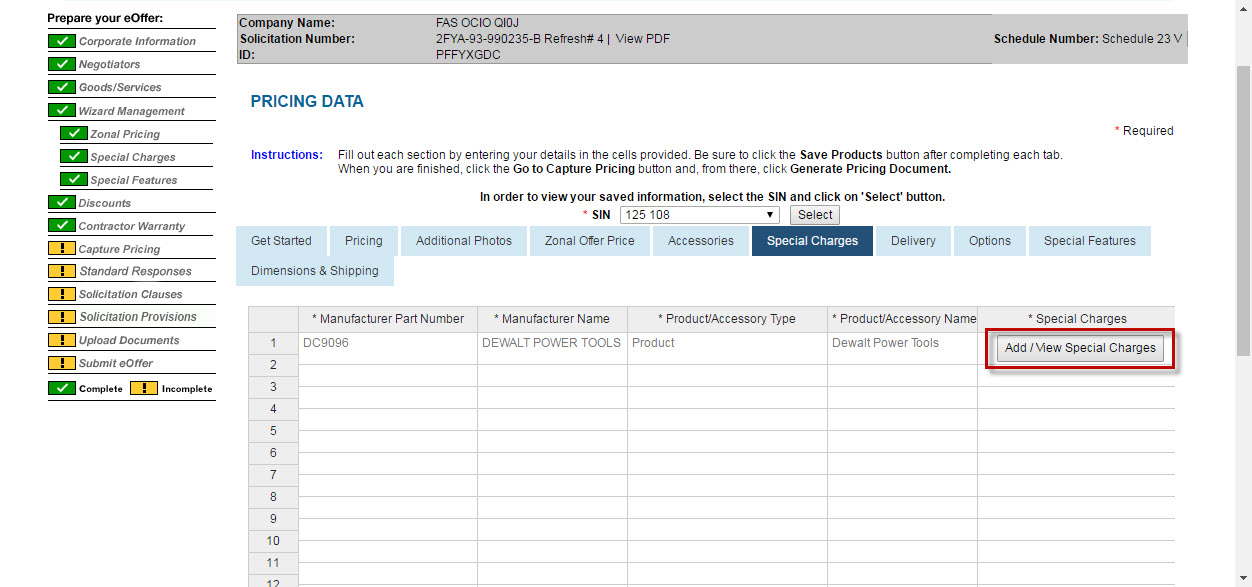 Prepare your eOffer:
Corporate Information
Negotiators
Goods/Services
Wizard Management
Zonal Pricing
Special Charges
Special Features
Discounts
Contractor Warranty
Capture Pricing
Standard Responses
Solicitation Clauses
Solicitation Provisions
Upload Documents
Submit eOffer
Complete ! Incomplete
Company Name: FAS OCIO QI0J
Solicitation Number: 2FYA-93-990235-B Refresh# 4 | View PDF Schedule Number: Schedule 23 V
ID: PFFYXGDC
PRICING DATA
* Required
Instructions: Fill out each section by entering your details in the cells provided. Be sure to click the Save Products button after completing each tab.
When you are finished, click the Go to Capture Pricing button and, from there, click Generate Pricing Document.
In order to view your saved information, select the SIN and click on 'Select' button.
* SIN 125 108 Select
Get Started Pricing Additional Photos Zonal Offer Price Accessories Special Charges Delivery Options Special Features
Dimensions & Shipping
* Manufacturer Part Number * Manufacturer Name * Product/Accessory Type * Product/Accessory Name * Special Charges
1 DC9096 DEWALT POWER TOOLS Product Dewalt Power Tools Add / View Special Charges
2
3
4
5
6
7
8
9
10
11
12